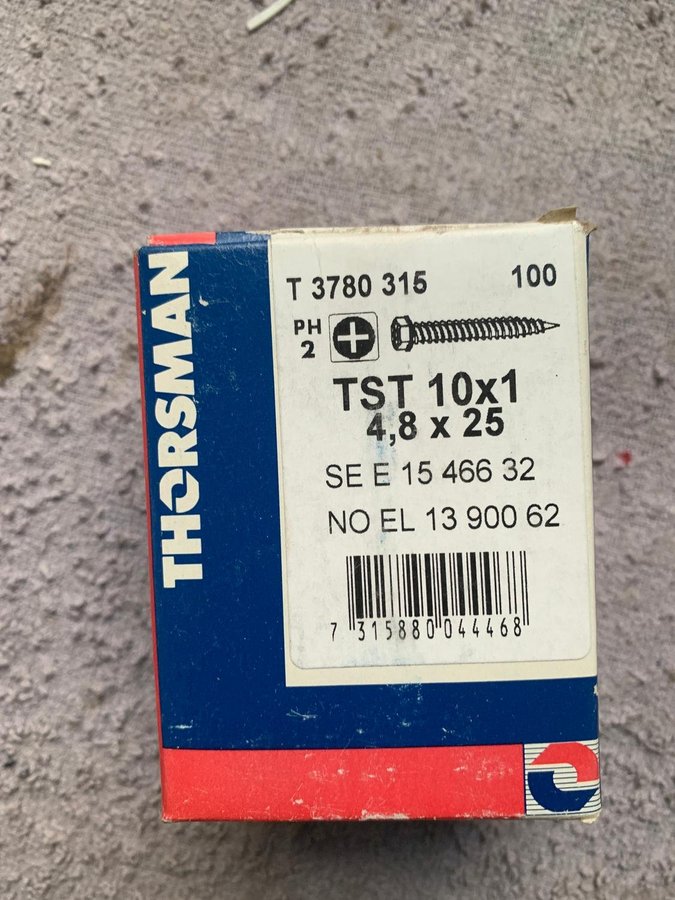 THORSMAN
T 3780 315 100
PH
2
TST 10x1
4,8 x 25
SE E 15 466 32
NO EL 13 900 62
7 315880 044468